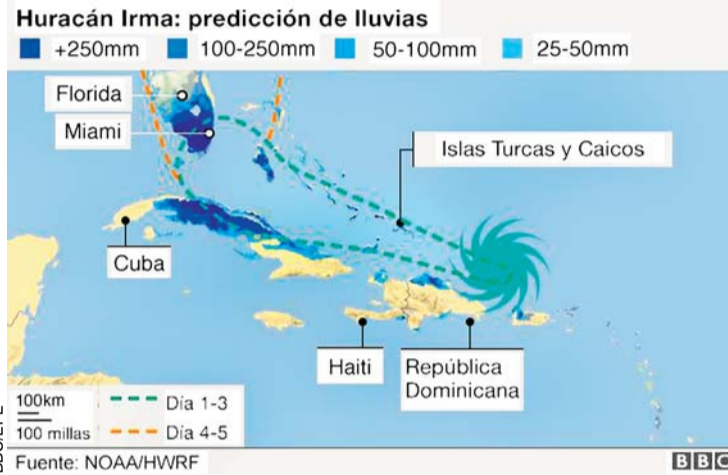 Huracán Irma: predicción de lluvias
+250mm 100-250mm 50-100mm 25-50mm
Florida
Miami
Islas Turcas y Caicos
Cuba
Haiti
República
Dominicana
100km
100 millas
Día 1-3
Día 4-5
Fuente: NOAA/HWRF
BBC